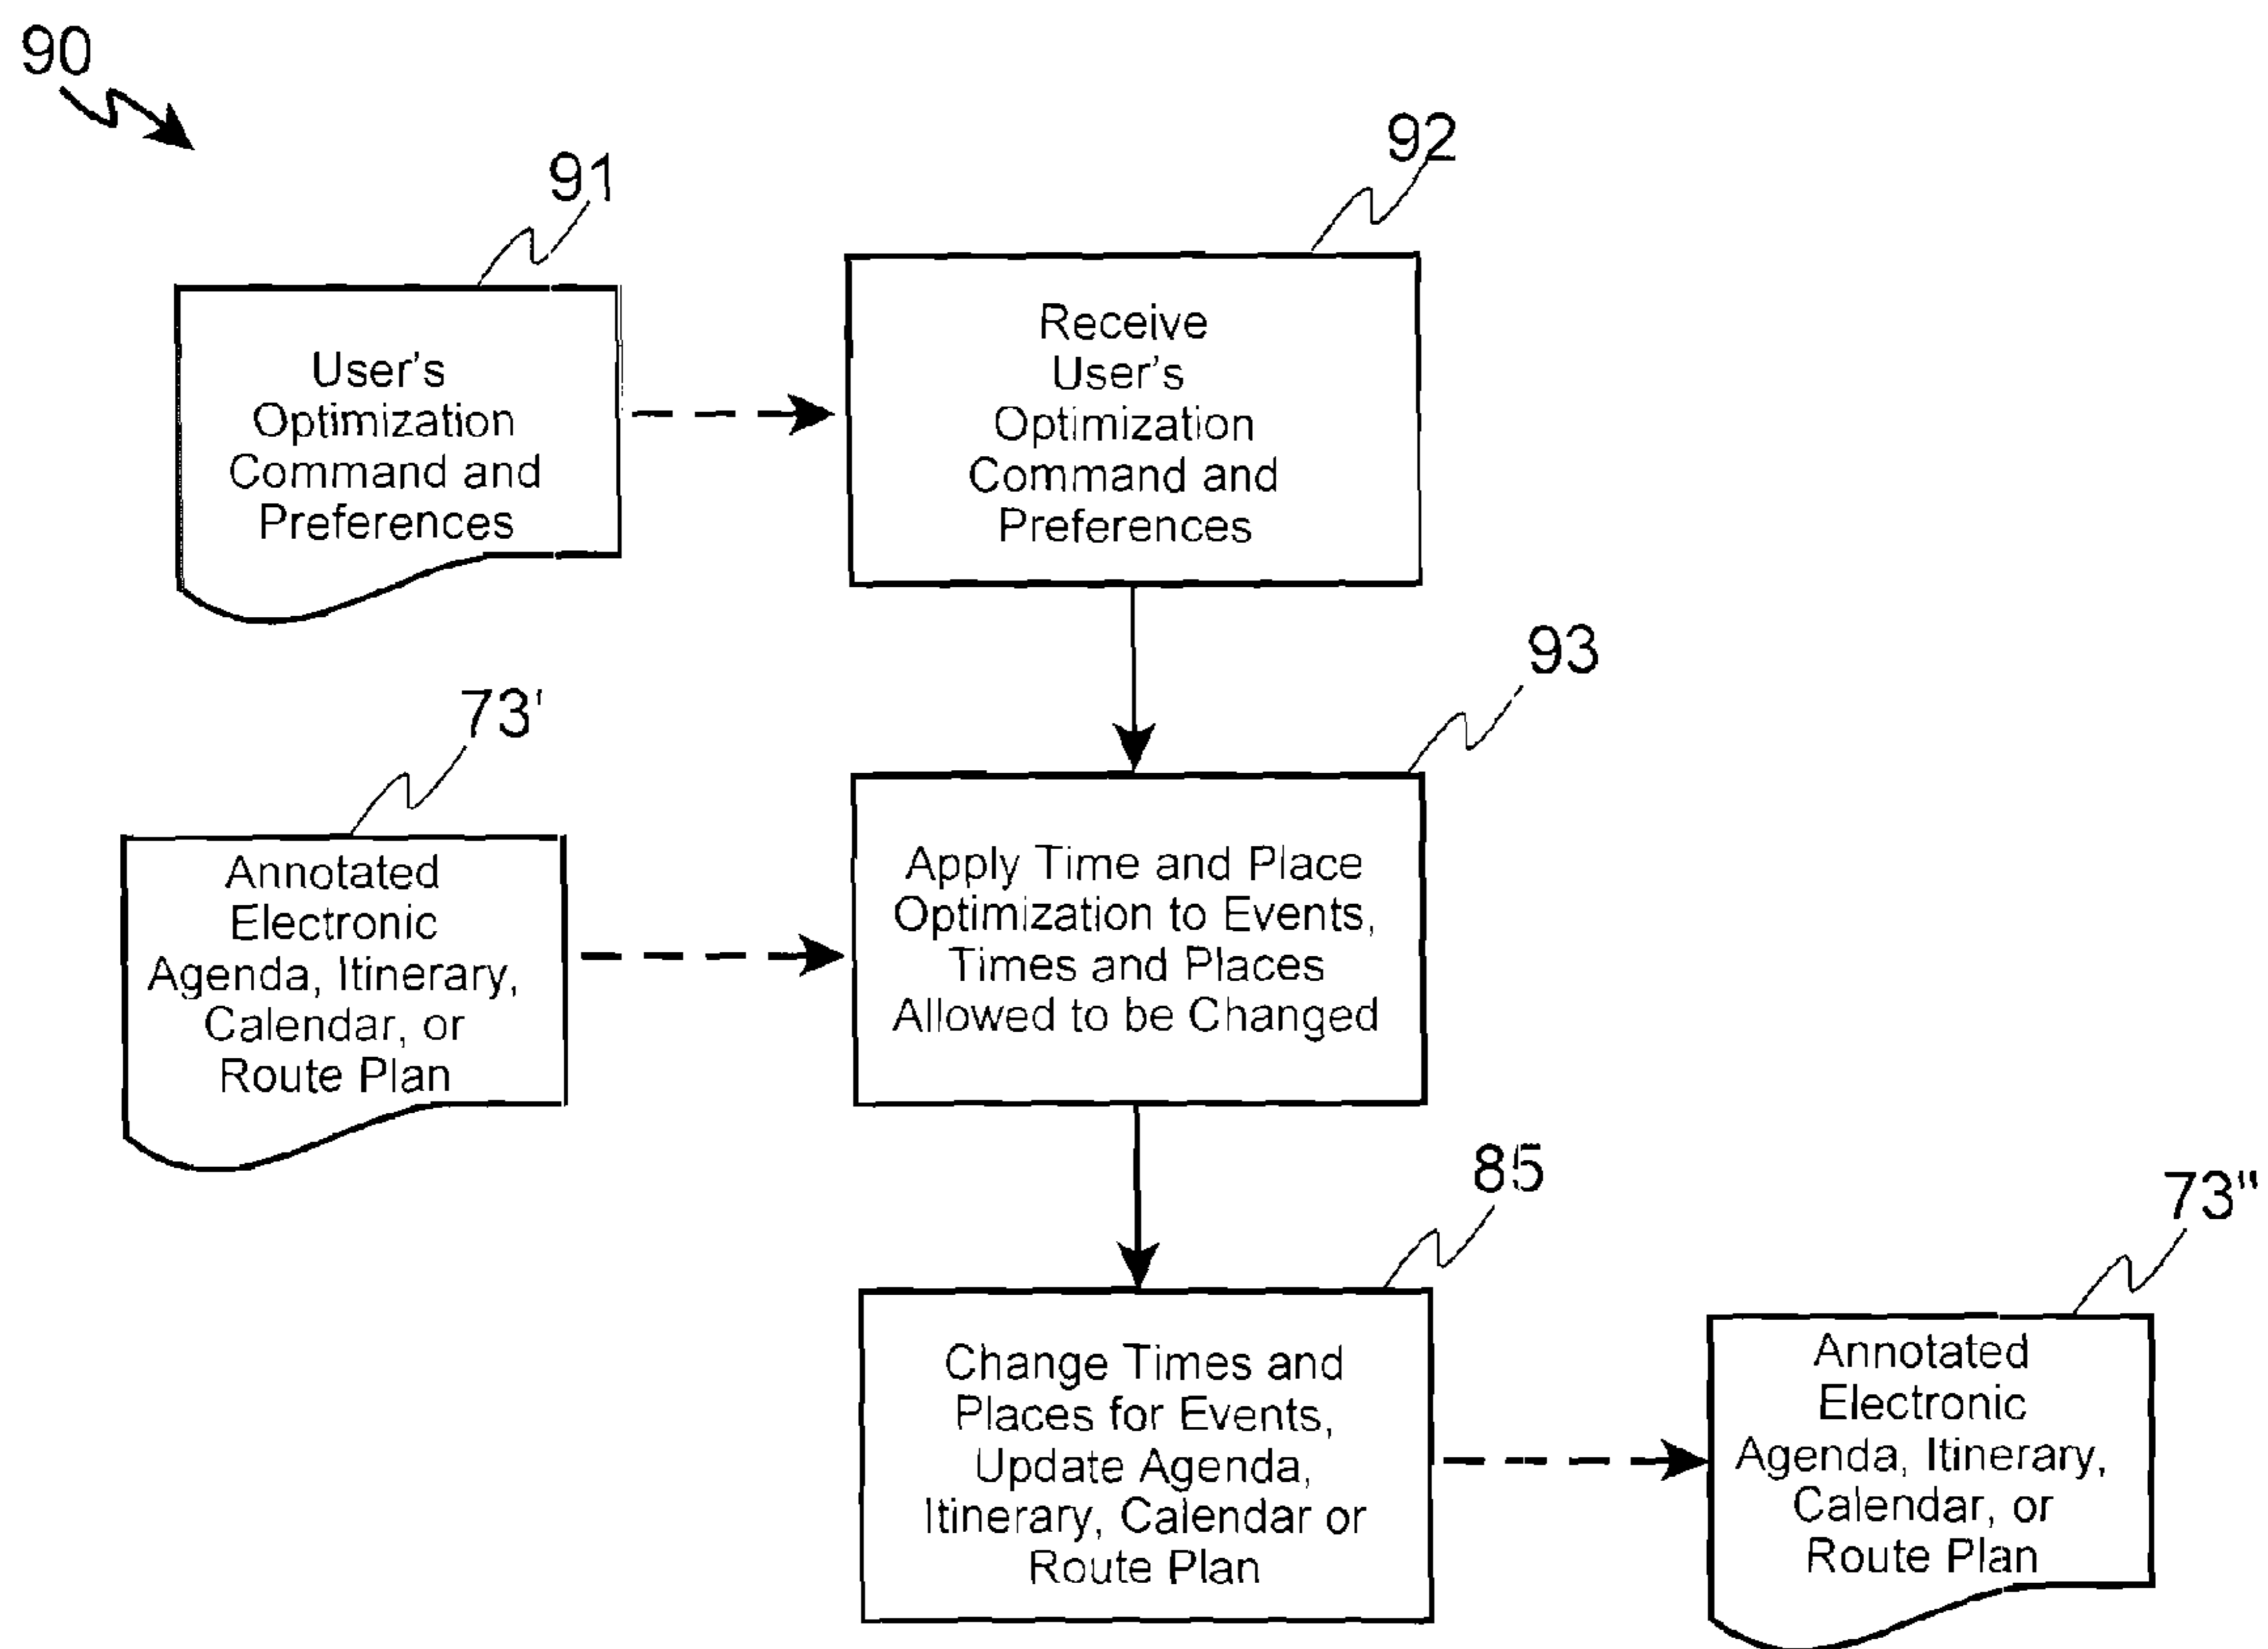 90
91
User's
Optimization
Command and
Preferences
92
Receive
User's
Optimization
Command and
Preferences
73'
Annotated
Electronic
Agenda, Itinerary,
Calendar, or
Route Plan
93
Apply Time and Place
Optimization to Events,
Times and Places
Allowed to be Changed
85
Change Times and
Places for Events,
Update Agenda,
Itinerary, Calendar or
Route Plan
73"
Annotated
Electronic
Agenda, Itinerary,
Calendar, or
Route Plan